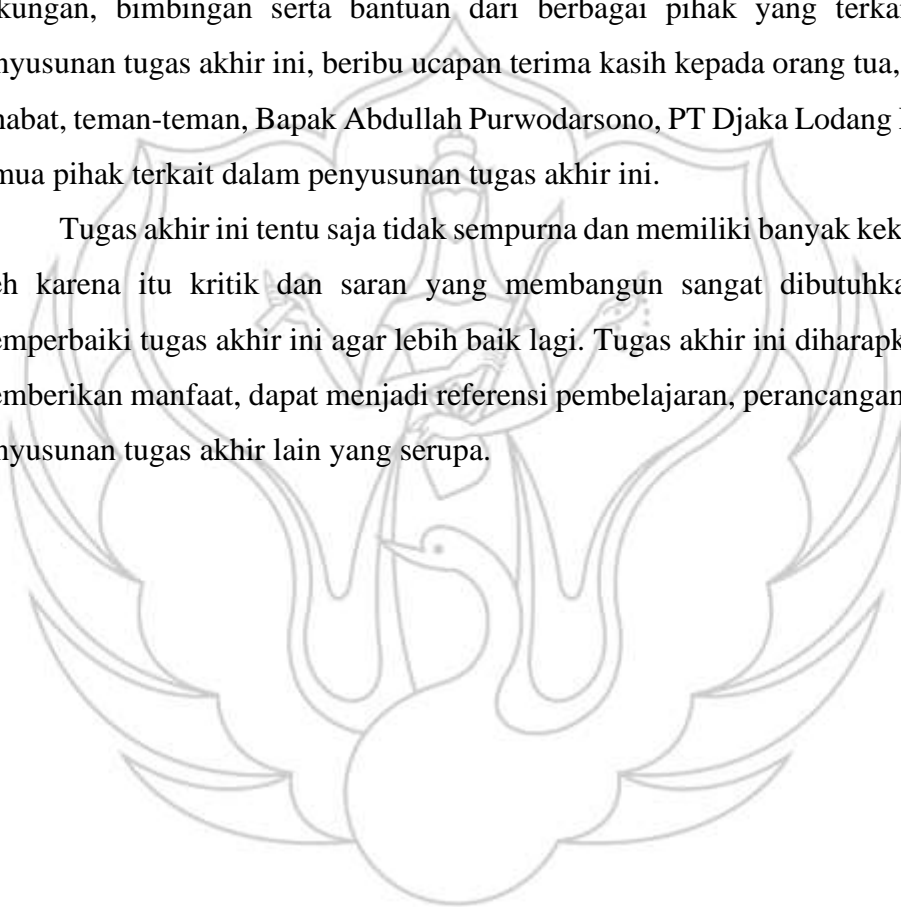 kungan, bimbingan serta bantuan dari berbagai pihak yang terka
nyusunan tugas akhir ini, beribu ucapan terima kasih kepada orang tua,
habat, teman-teman, Bapak Abdullah Purwodarsono, PT Djaka Lodang
mua pihak terkait dalam penyusunan tugas akhir ini.
Tugas akhir ini tentu saja tidak sempurna dan memiliki banyak kek
eh karena itu kritik dan saran yang membangun sangat dibutuhka
emperbaiki tugas akhir ini agar lebih baik lagi. Tugas akhir ini diharapk
emberikan manfaat, dapat menjadi referensi pembelajaran, perancangan
nyusunan tugas akhir lain yang serupa.